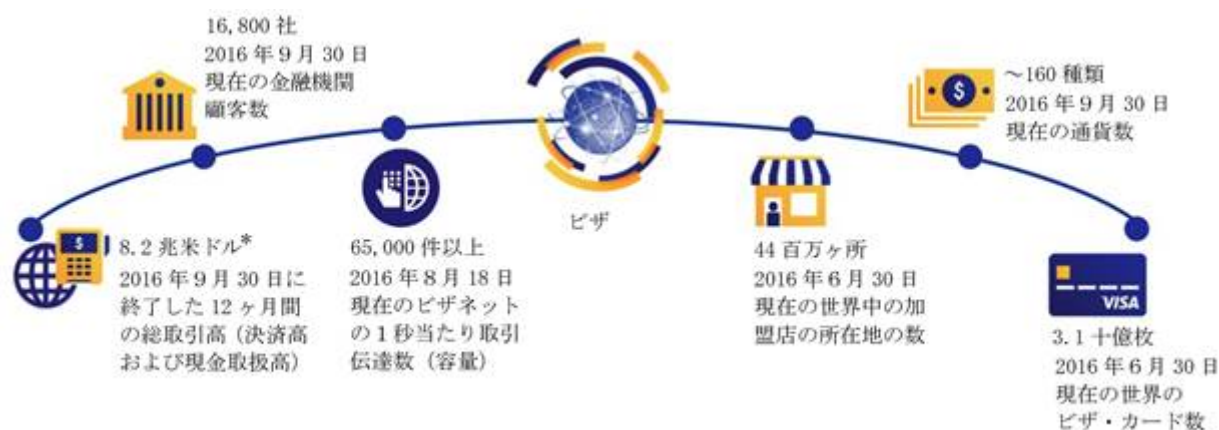 16,800 社
2016 年 9 月 30 日
現在の金融機関
顧客数
～160 種類
2016 年 9 月 30 日
現在の通貨数
$
$
ビザ
8.2 兆米ドル*
2016 年 9 月 30 日に
終了した 12 ヶ月間
の総取引高（決済高
および現金取扱高）
65,000 件以上
2016 年 8 月 18 日
現在のビザネット
の 1 秒当たり取引
伝達数（容量）
44 百万ヶ所
2016 年 6 月 30 日
現在の世界中の加
盟店の所在地の数
VISA
3.1 十億枚
2016 年 6 月 30 日
現在の世界の
ビザ・カード数